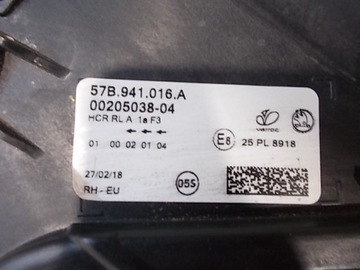 57B.941.016.A
00205038-04
HCR RL A 1a F3
01 00 02 01 04
E8
25 PL 8918
27/02/18
RH-EU
05S